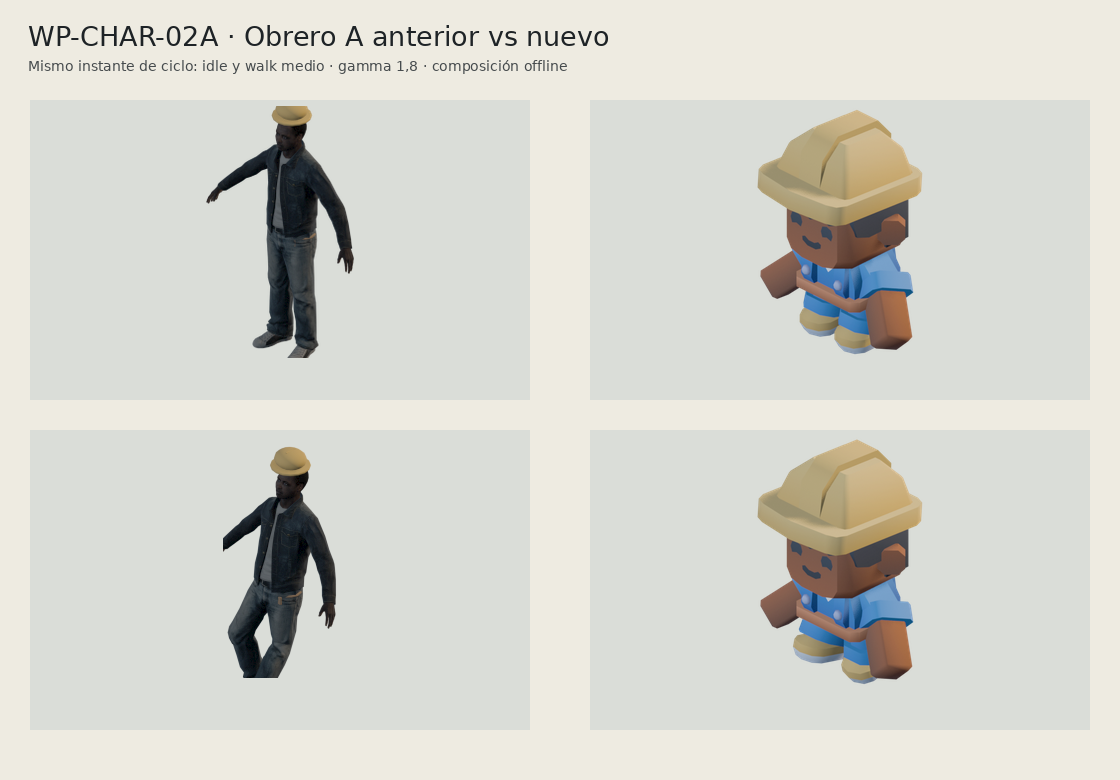 WP-CHAR-02A · Obrero A anterior vs nuevo
Mismo instante de ciclo: idle y walk medio · gamma 1,8 · composición offline